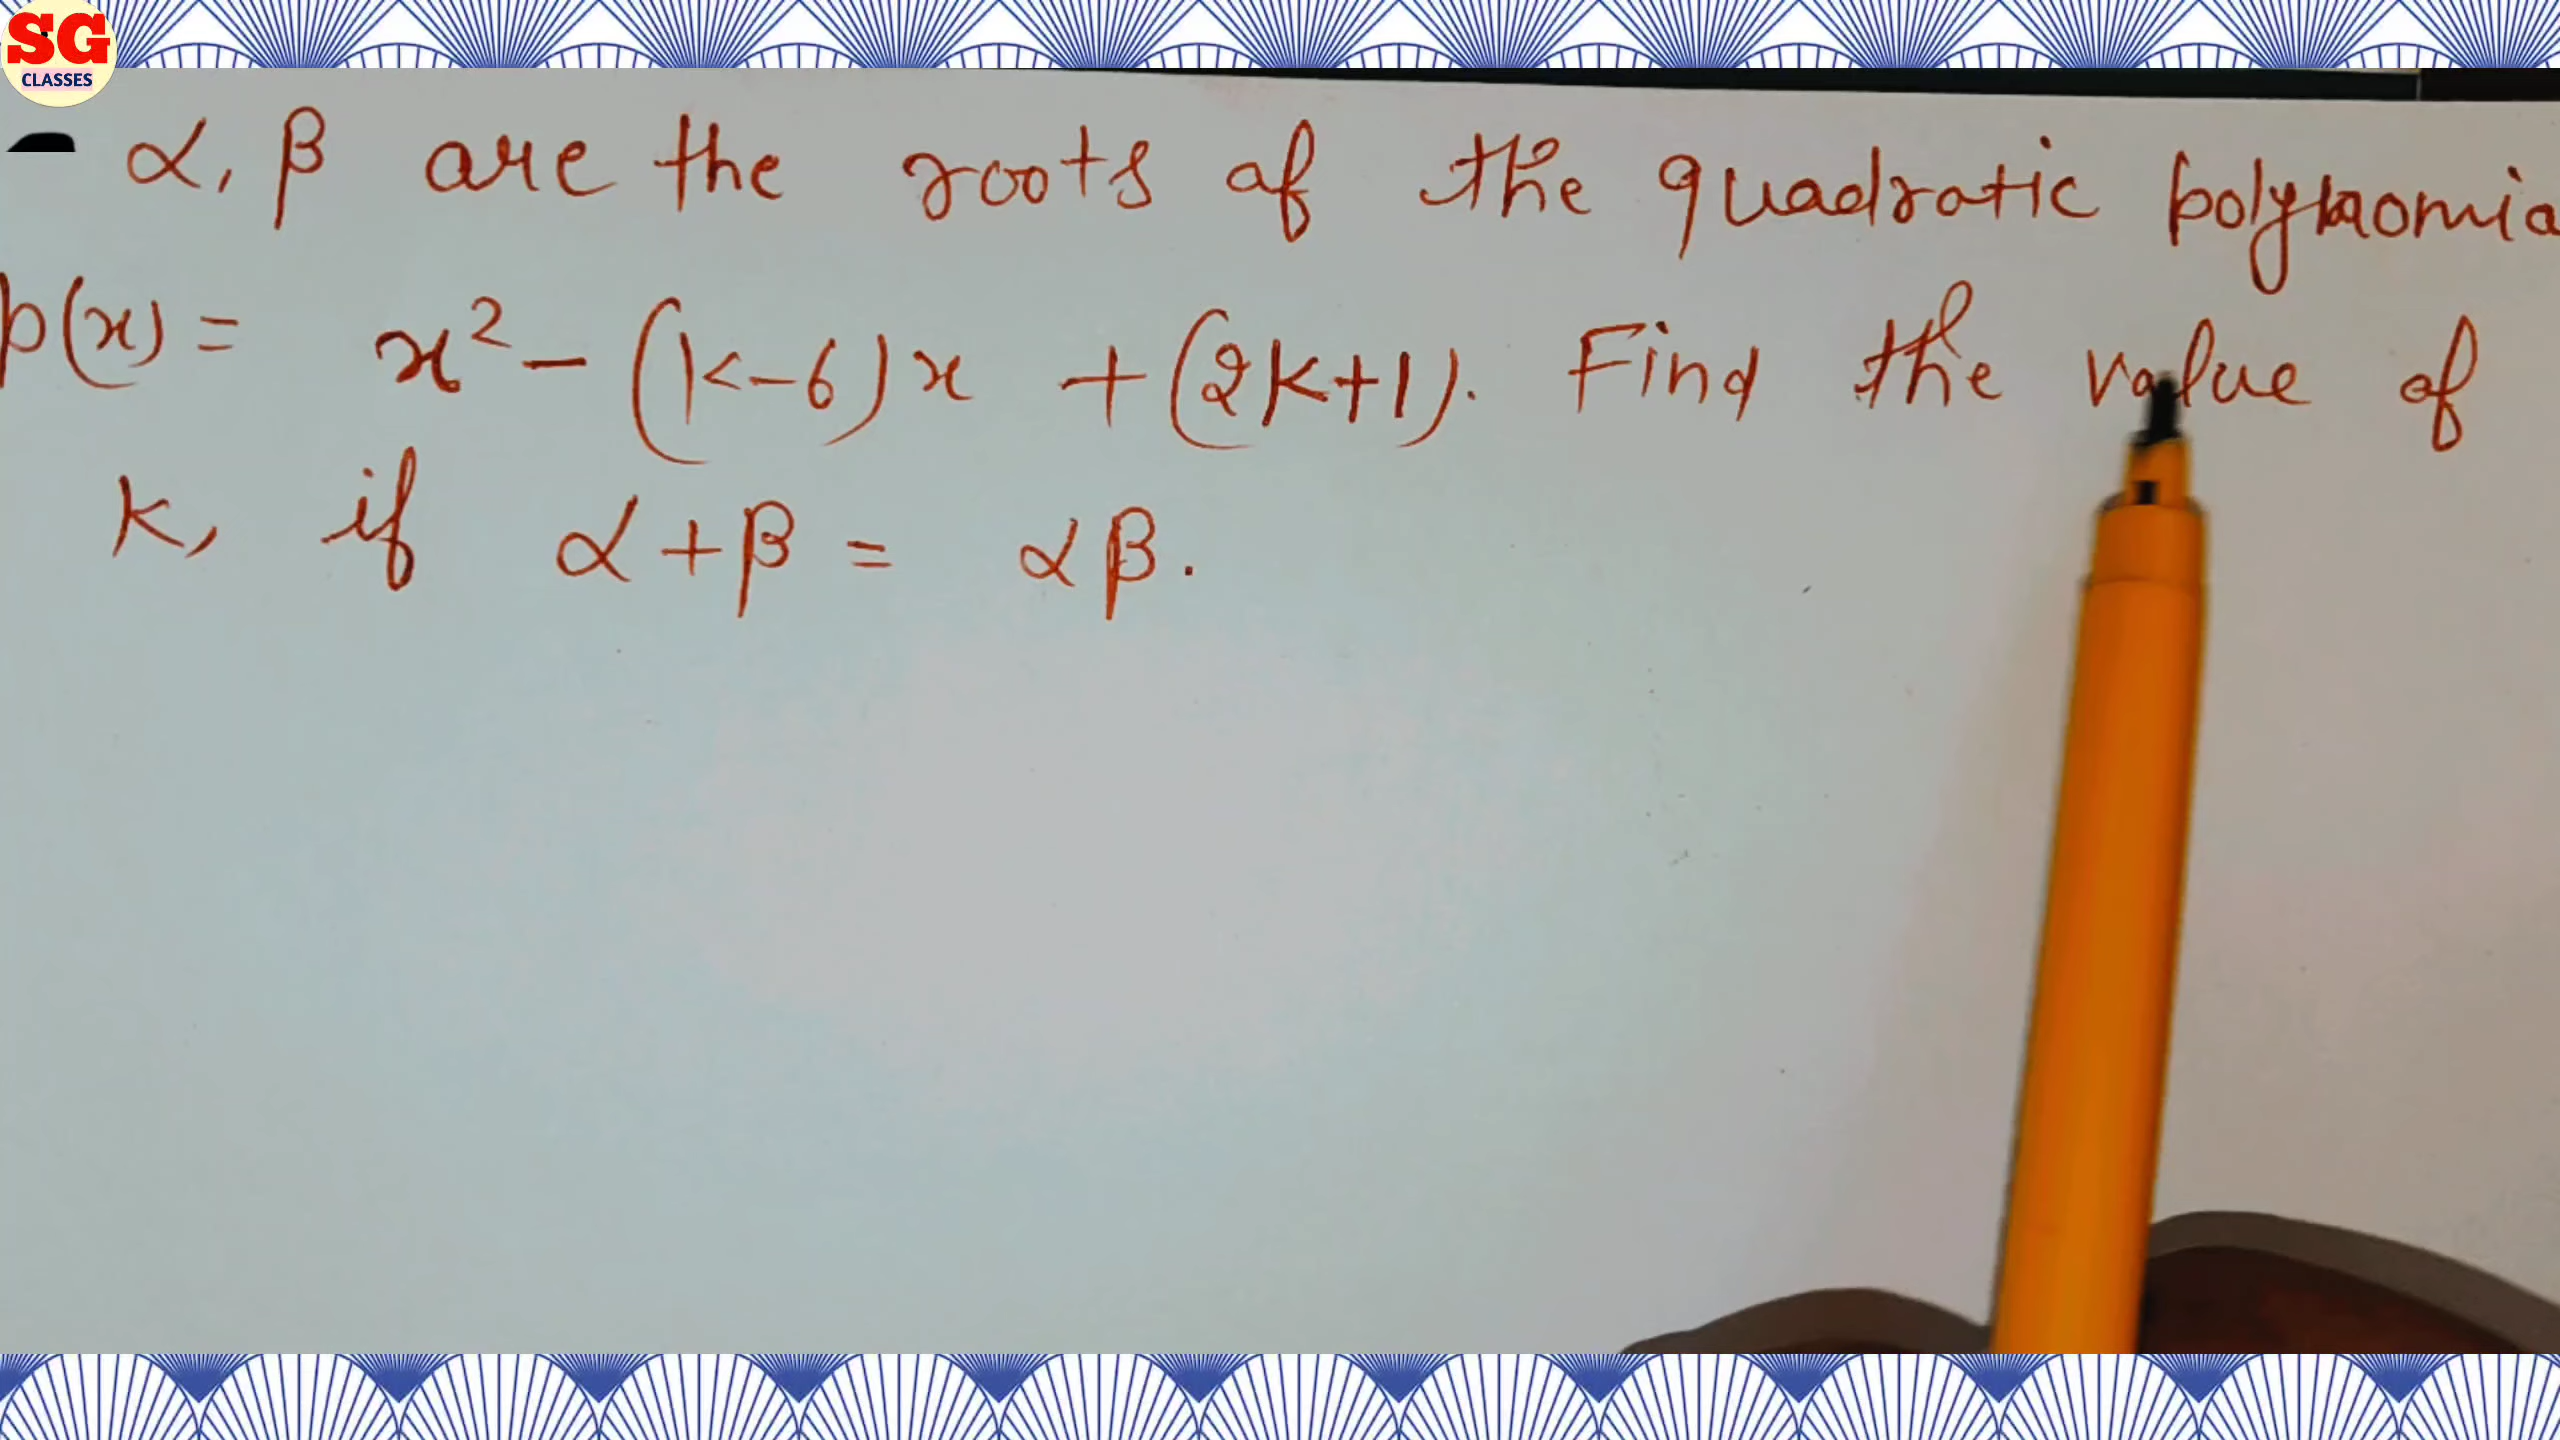 SG
CLASSES
α, β are the roots of the quadratic polynomia
p(x) = x² - (k-6)x + (2k+1). Find the value of
k, if α+β = αβ.